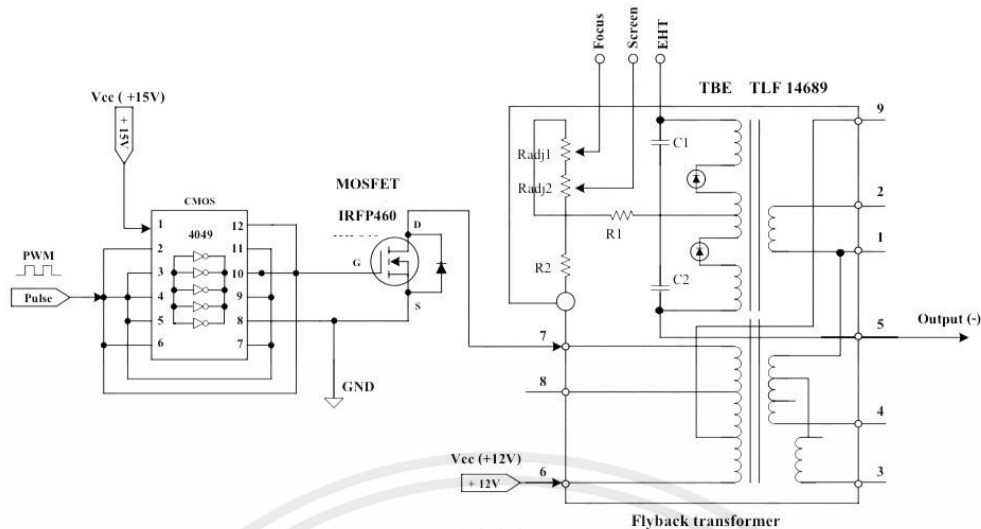 Focus
Screen
EHT
TBE TLF 14689
Vcc ( +15V)
+ 15V
CMOS
4049
1
2
3
4
5
6
12
11
10
9
8
7
PWM
Pulse
MOSFET
IRFP460
D
G
S
GND
Radj1
Radj2
R1
R2
C1
C2
9
2
1
5
Output (-)
7
8
4
Vcc (+12V)
+ 12V
6
3
Flyback transformer